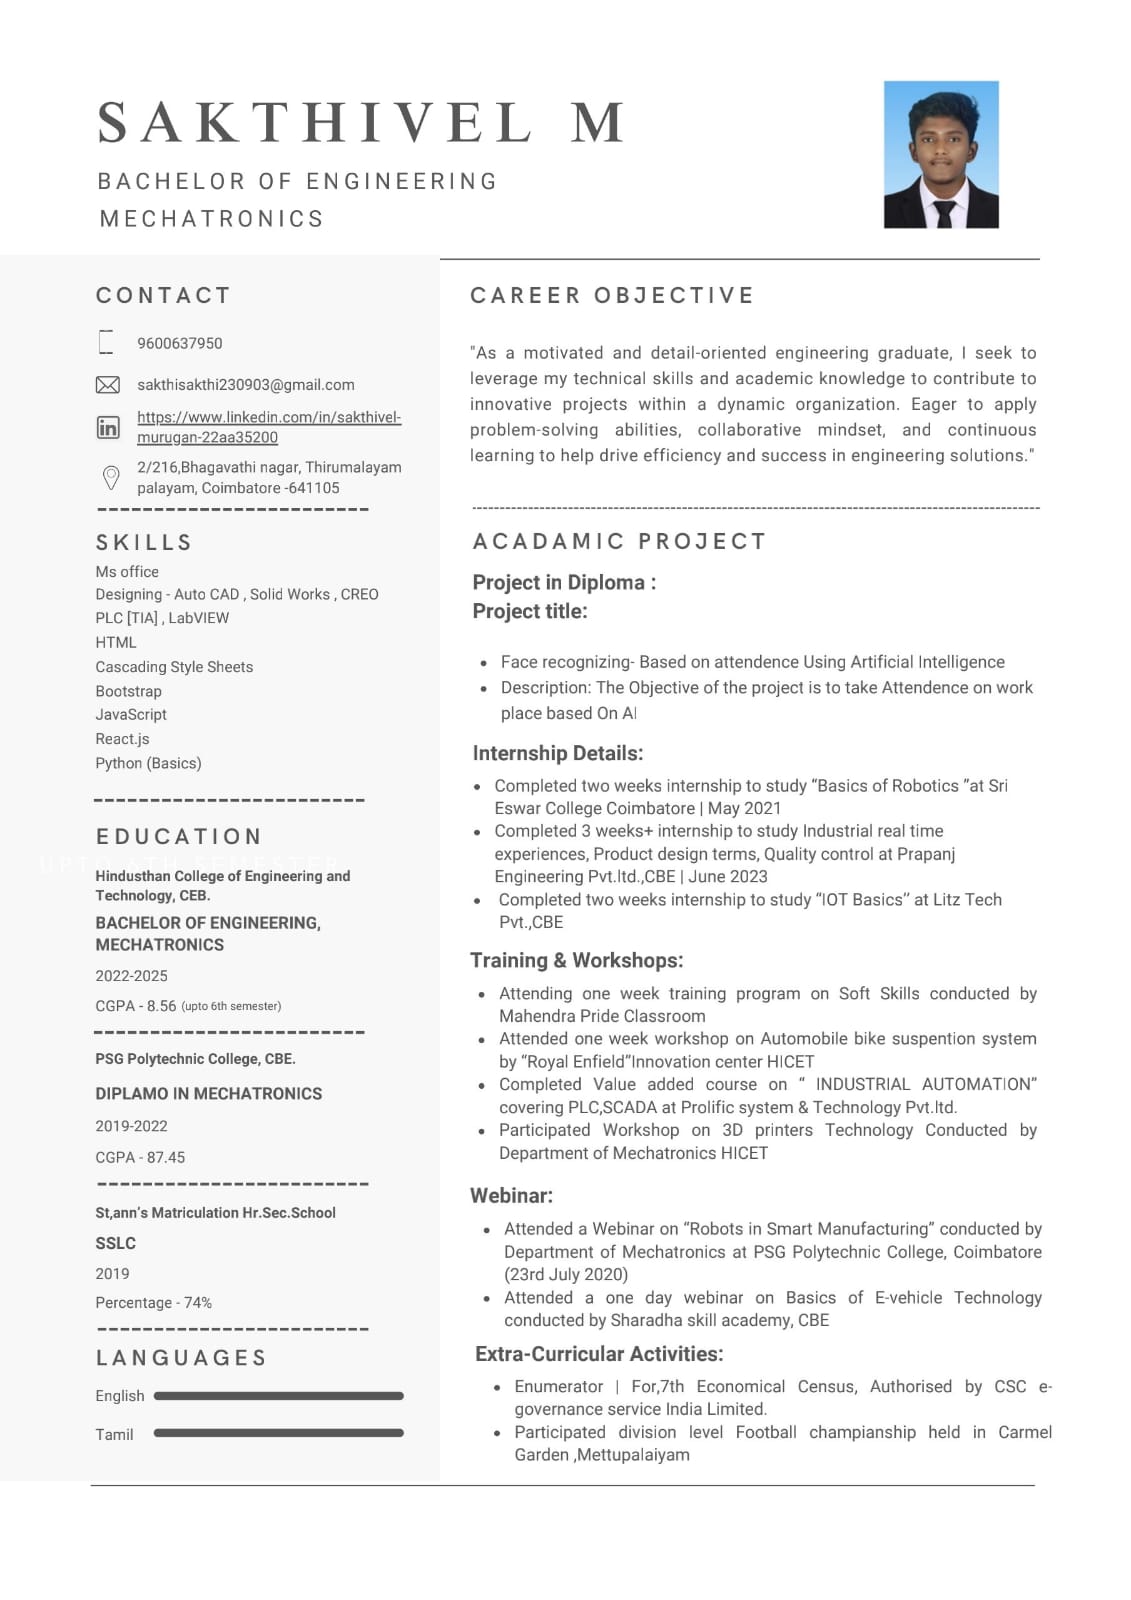 SAKTHIVEL M
BACHELOR OF ENGINEERING
MECHATRONICS
CONTACT
9600637950
sakthisakthi230903@gmail.com
https://www.linkedin.com/in/sakthivel-
murugan-22aa35200
2/216,Bhagavathi nagar, Thirumalayam
palayam, Coimbatore -641105
SKILLS
Ms office
Designing - Auto CAD , Solid Works , CREO
PLC [TIA] , LabVIEW
HTML
Cascading Style Sheets
Bootstrap
JavaScript
React.js
Python (Basics)
EDUCATION
UPTO 6TH SEMESTER
Hindusthan College of Engineering and
Technology, CEB.
BACHELOR OF ENGINEERING,
MECHATRONICS
2022-2025
CGPA - 8.56 (upto 6th semester)
PSG Polytechnic College, CBE.
DIPLAMO IN MECHATRONICS
2019-2022
CGPA - 87.45
St,ann's Matriculation Hr.Sec.School
SSLC
2019
Percentage - 74%
LANGUAGES
English
Tamil
CAREER OBJECTIVE
"As a motivated and detail-oriented engineering graduate, I seek to
leverage my technical skills and academic knowledge to contribute to
innovative projects within a dynamic organization. Eager to apply
problem-solving abilities, collaborative mindset, and continuous
learning to help drive efficiency and success in engineering solutions."
ACADAMIC PROJECT
Project in Diploma :
Project title:
• Face recognizing- Based on attendence Using Artificial Intelligence
• Description: The Objective of the project is to take Attendence on work
place based On AI
Internship Details:
• Completed two weeks internship to study “Basics of Robotics ”at Sri
Eswar College Coimbatore | May 2021
• Completed 3 weeks+ internship to study Industrial real time
experiences, Product design terms, Quality control at Prapanj
Engineering Pvt.ltd.,CBE | June 2023
• Completed two weeks internship to study “IOT Basics’’ at Litz Tech
Pvt.,CBE
Training & Workshops:
• Attending one week training program on Soft Skills conducted by
Mahendra Pride Classroom
• Attended one week workshop on Automobile bike suspention system
by “Royal Enfield”Innovation center HICET
• Completed Value added course on “ INDUSTRIAL AUTOMATION”
covering PLC,SCADA at Prolific system & Technology Pvt.ltd.
• Participated Workshop on 3D printers Technology Conducted by
Department of Mechatronics HICET
Webinar:
• Attended a Webinar on “Robots in Smart Manufacturing” conducted by
Department of Mechatronics at PSG Polytechnic College, Coimbatore
(23rd July 2020)
• Attended a one day webinar on Basics of E-vehicle Technology
conducted by Sharadha skill academy, CBE
Extra-Curricular Activities:
• Enumerator | For,7th Economical Census, Authorised by CSC e-
governance service India Limited.
• Participated division level Football champianship held in Carmel
Garden ,Mettupalaiyam